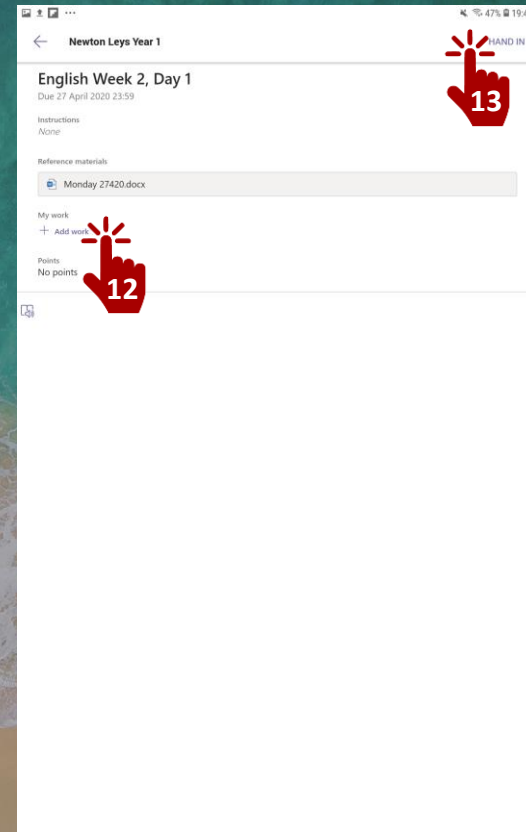 47% 19:4
Newton Leys Year 1
HAND IN
13
English Week 2, Day 1
Due 27 April 2020 23:59
Instructions
None
Reference materials
Monday 27420.docx
My work
+ Add work
12
Points
No points